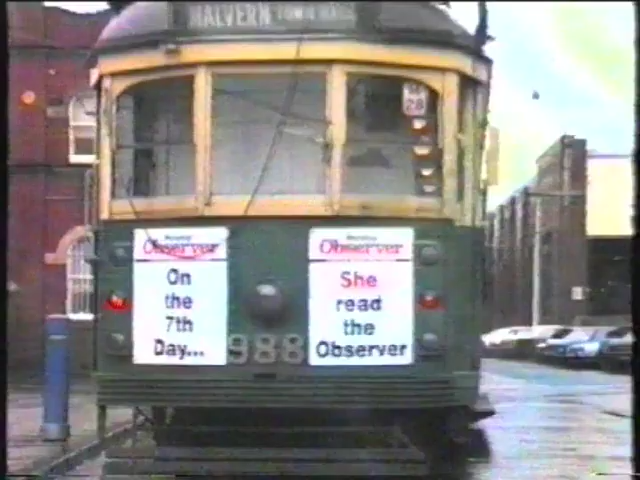 MALVERN TOWN HALL
28
Observer
On
the
7th
Day...
Observer
She
read
the
Observer
988